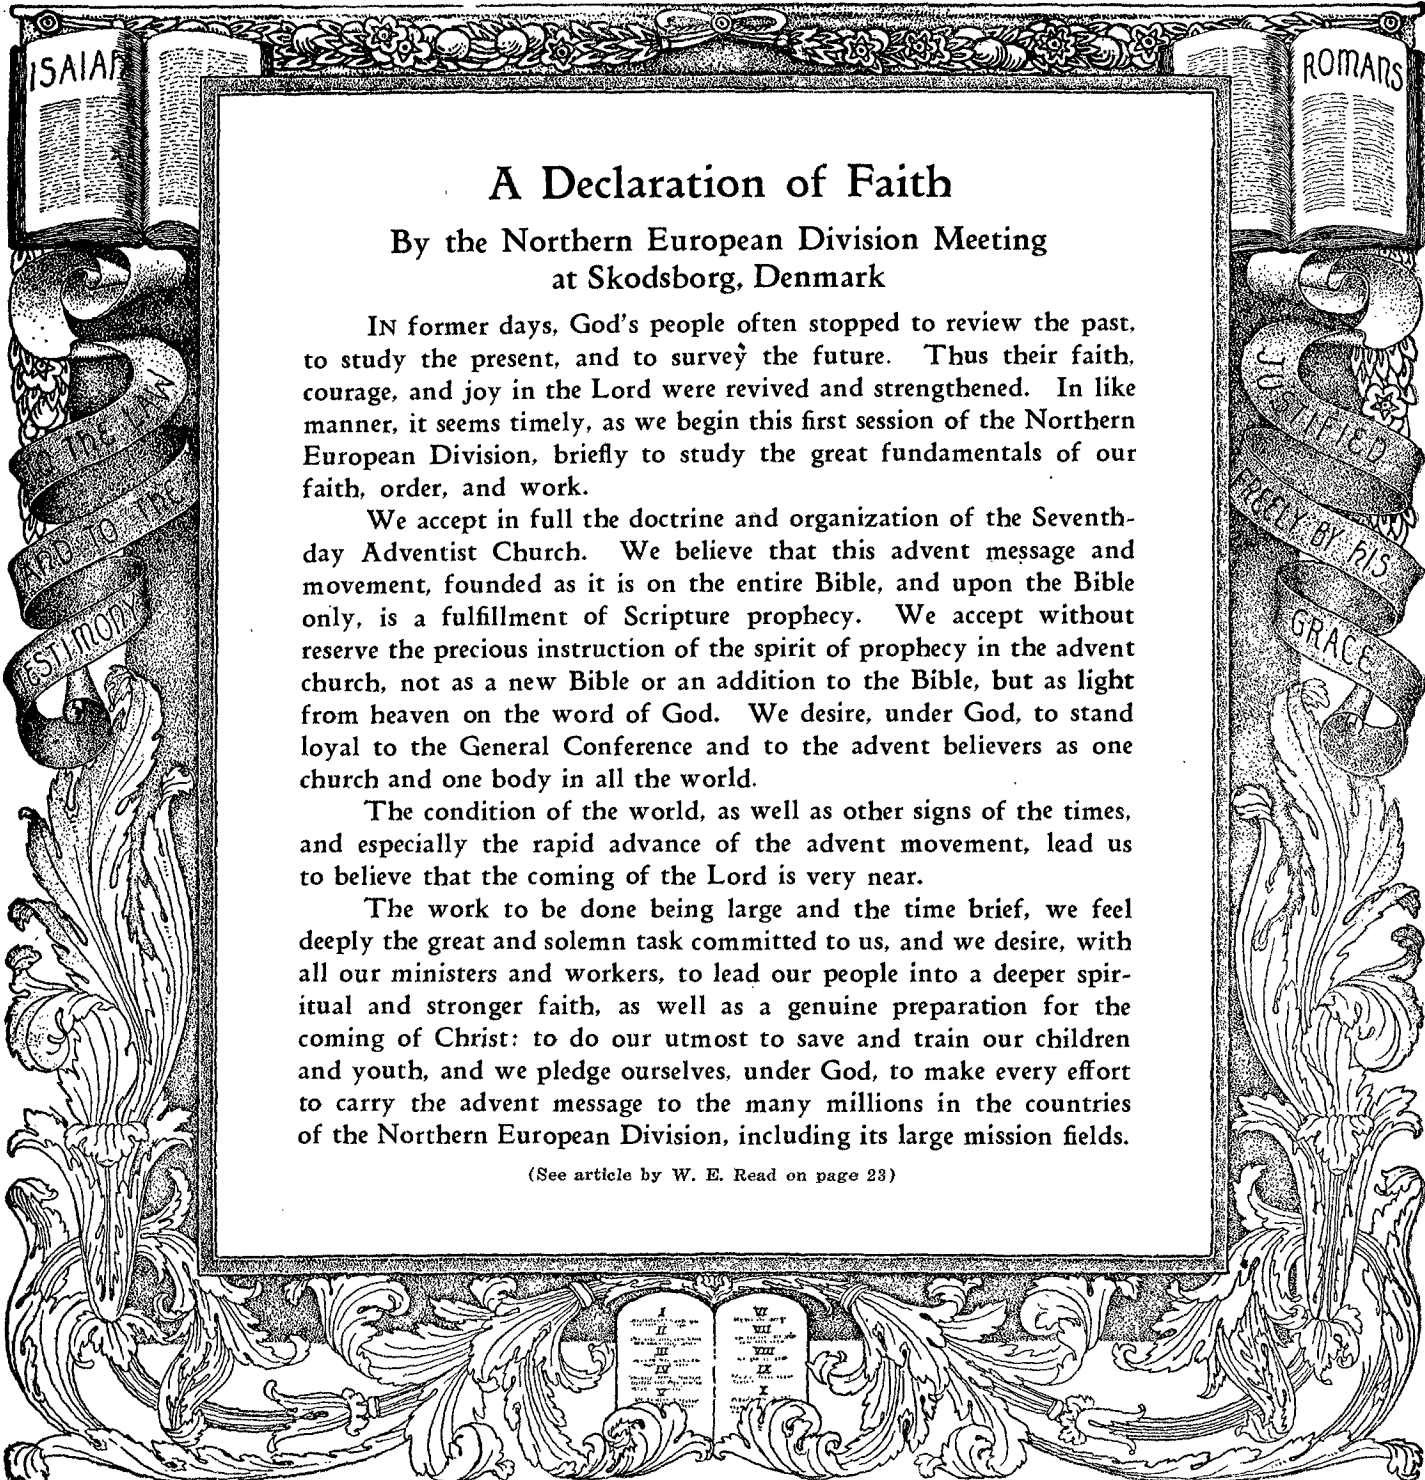 ISAIAH
ROMANS
TO THE LAW
AND TO THE
TESTIMONY
JUSTIFIED
FREELY BY HIS
GRACE
A Declaration of Faith
By the Northern European Division Meeting
at Skodsborg, Denmark
IN former days, God's people often stopped to review the past,
to study the present, and to survey the future. Thus their faith,
courage, and joy in the Lord were revived and strengthened. In like
manner, it seems timely, as we begin this first session of the Northern
European Division, briefly to study the great fundamentals of our
faith, order, and work.
We accept in full the doctrine and organization of the Seventh-
day Adventist Church. We believe that this advent message and
movement, founded as it is on the entire Bible, and upon the Bible
only, is a fulfillment of Scripture prophecy. We accept without
reserve the precious instruction of the spirit of prophecy in the advent
church, not as a new Bible or an addition to the Bible, but as light
from heaven on the word of God. We desire, under God, to stand
loyal to the General Conference and to the advent believers as one
church and one body in all the world.
The condition of the world, as well as other signs of the times,
and especially the rapid advance of the advent movement, lead us
to believe that the coming of the Lord is very near.
The work to be done being large and the time brief, we feel
deeply the great and solemn task committed to us, and we desire, with
all our ministers and workers, to lead our people into a deeper spir-
itual and stronger faith, as well as a genuine preparation for the
coming of Christ: to do our utmost to save and train our children
and youth, and we pledge ourselves, under God, to make every effort
to carry the advent message to the many millions in the countries
of the Northern European Division, including its large mission fields.
(See article by W. E. Read on page 23)
I
II
III
IV
V
VI
VII
VIII
IX
X